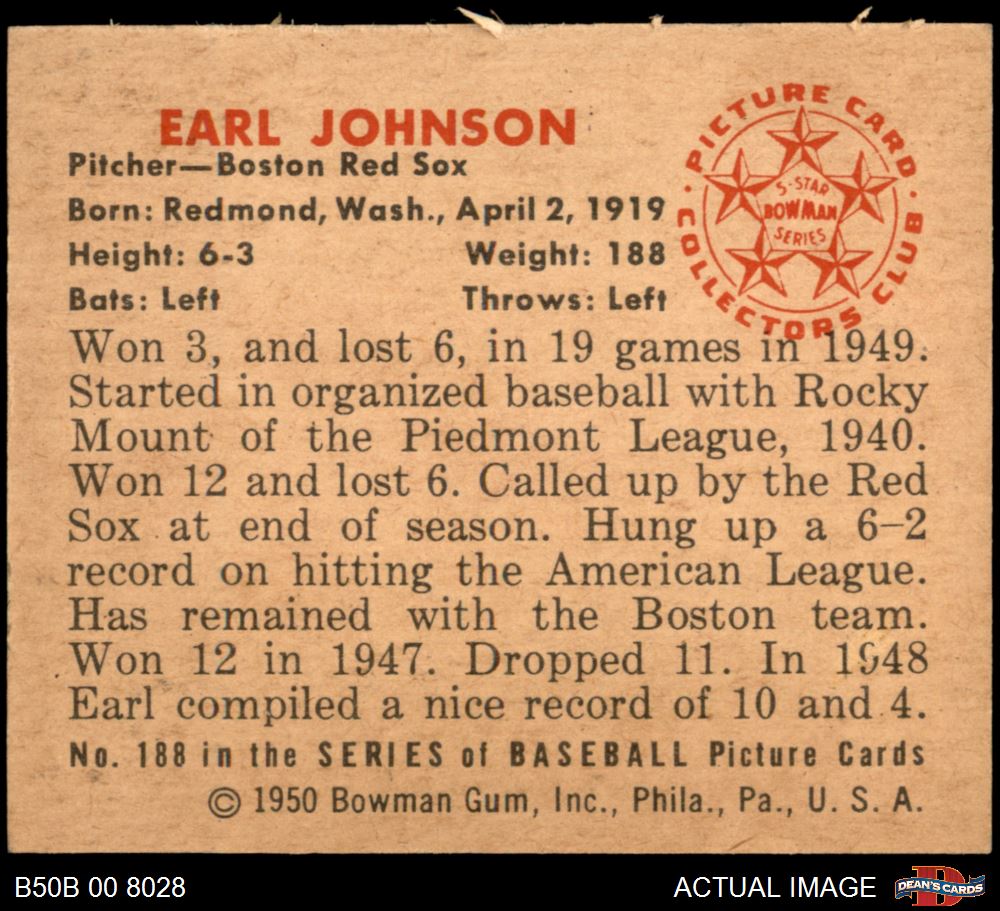 EARL JOHNSON
Pitcher—Boston Red Sox
Born: Redmond, Wash., April 2, 1919
Height: 6-3 Weight: 188
Bats: Left Throws: Left
PICTURE CARD COLLECTORS CLUB
5-STAR
BOWMAN
SERIES
Won 3, and lost 6, in 19 games in 1949.
Started in organized baseball with Rocky
Mount of the Piedmont League, 1940.
Won 12 and lost 6. Called up by the Red
Sox at end of season. Hung up a 6–2
record on hitting the American League.
Has remained with the Boston team.
Won 12 in 1947. Dropped 11. In 1948
Earl compiled a nice record of 10 and 4.
No. 188 in the SERIES of BASEBALL Picture Cards
© 1950 Bowman Gum, Inc., Phila., Pa., U. S. A.
B50B 00 8028
ACTUAL IMAGE
DEAN'S CARDS